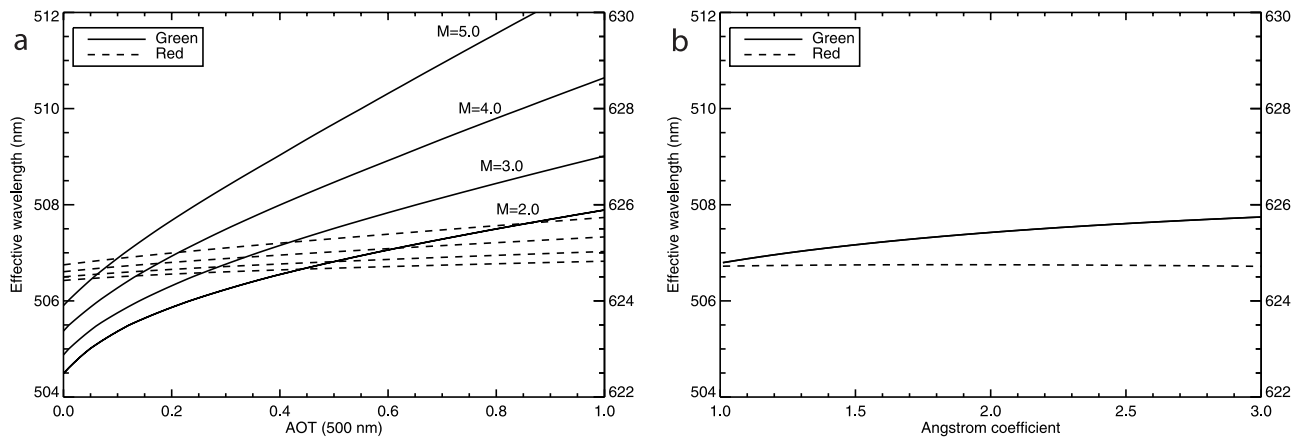 a
Green
Red
M=5.0
M=4.0
M=3.0
M=2.0
512
510
508
506
504
Effective wavelength (nm)
630
628
626
624
622
0.0 0.2 0.4 0.6 0.8 1.0
AOT (500 nm)
b
Green
Red
512
510
508
506
504
Effective wavelength (nm)
630
628
626
624
622
1.0 1.5 2.0 2.5 3.0
Angstrom coefficient